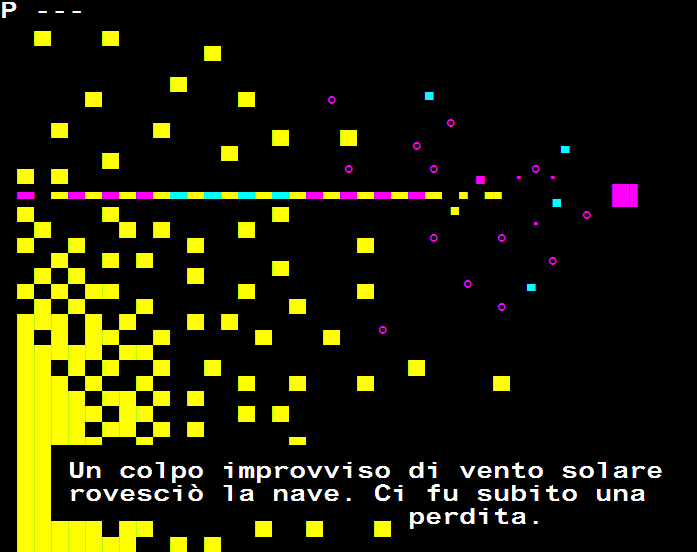 P ---
Un colpo improvviso di vento solare
rovesciò la nave. Ci fu subito una
perdita.